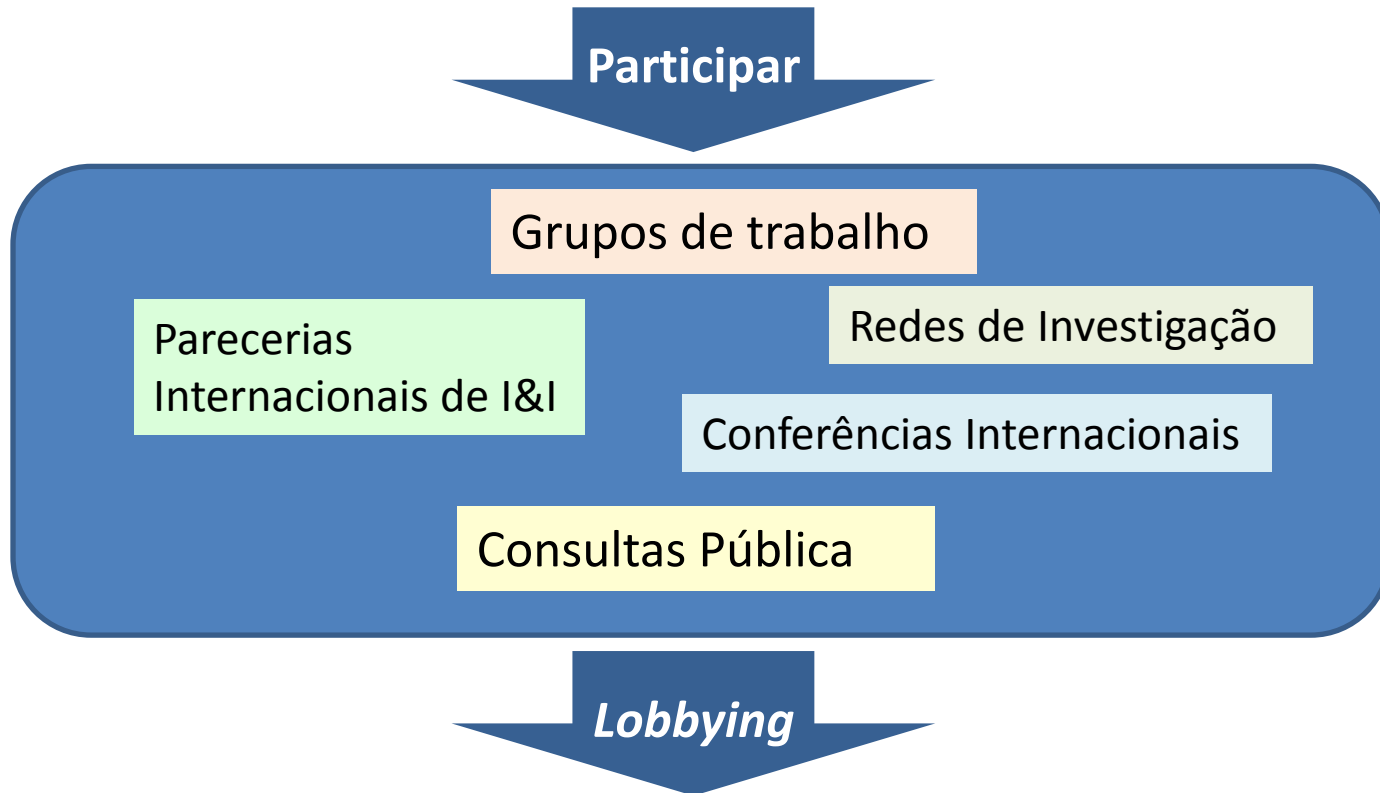 Participar
Grupos de trabalho
Parecerias
Internacionais de I&I
Redes de Investigação
Conferências Internacionais
Consultas Pública
Lobbying